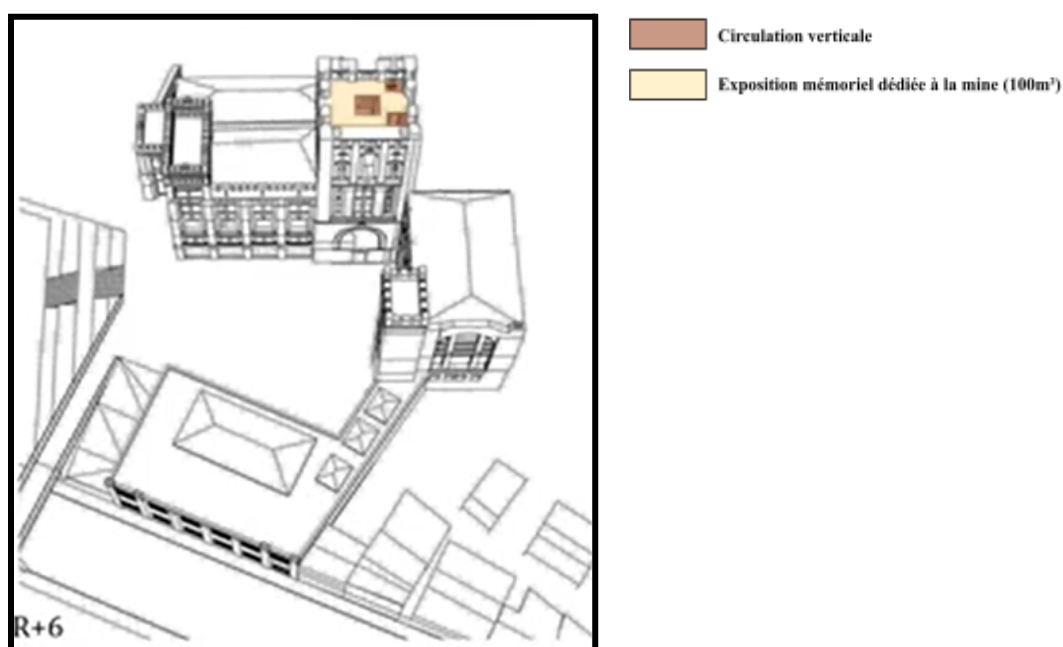 Circulation verticale
Exposition mémoriel dédiée à la mine (100m²)
R+6